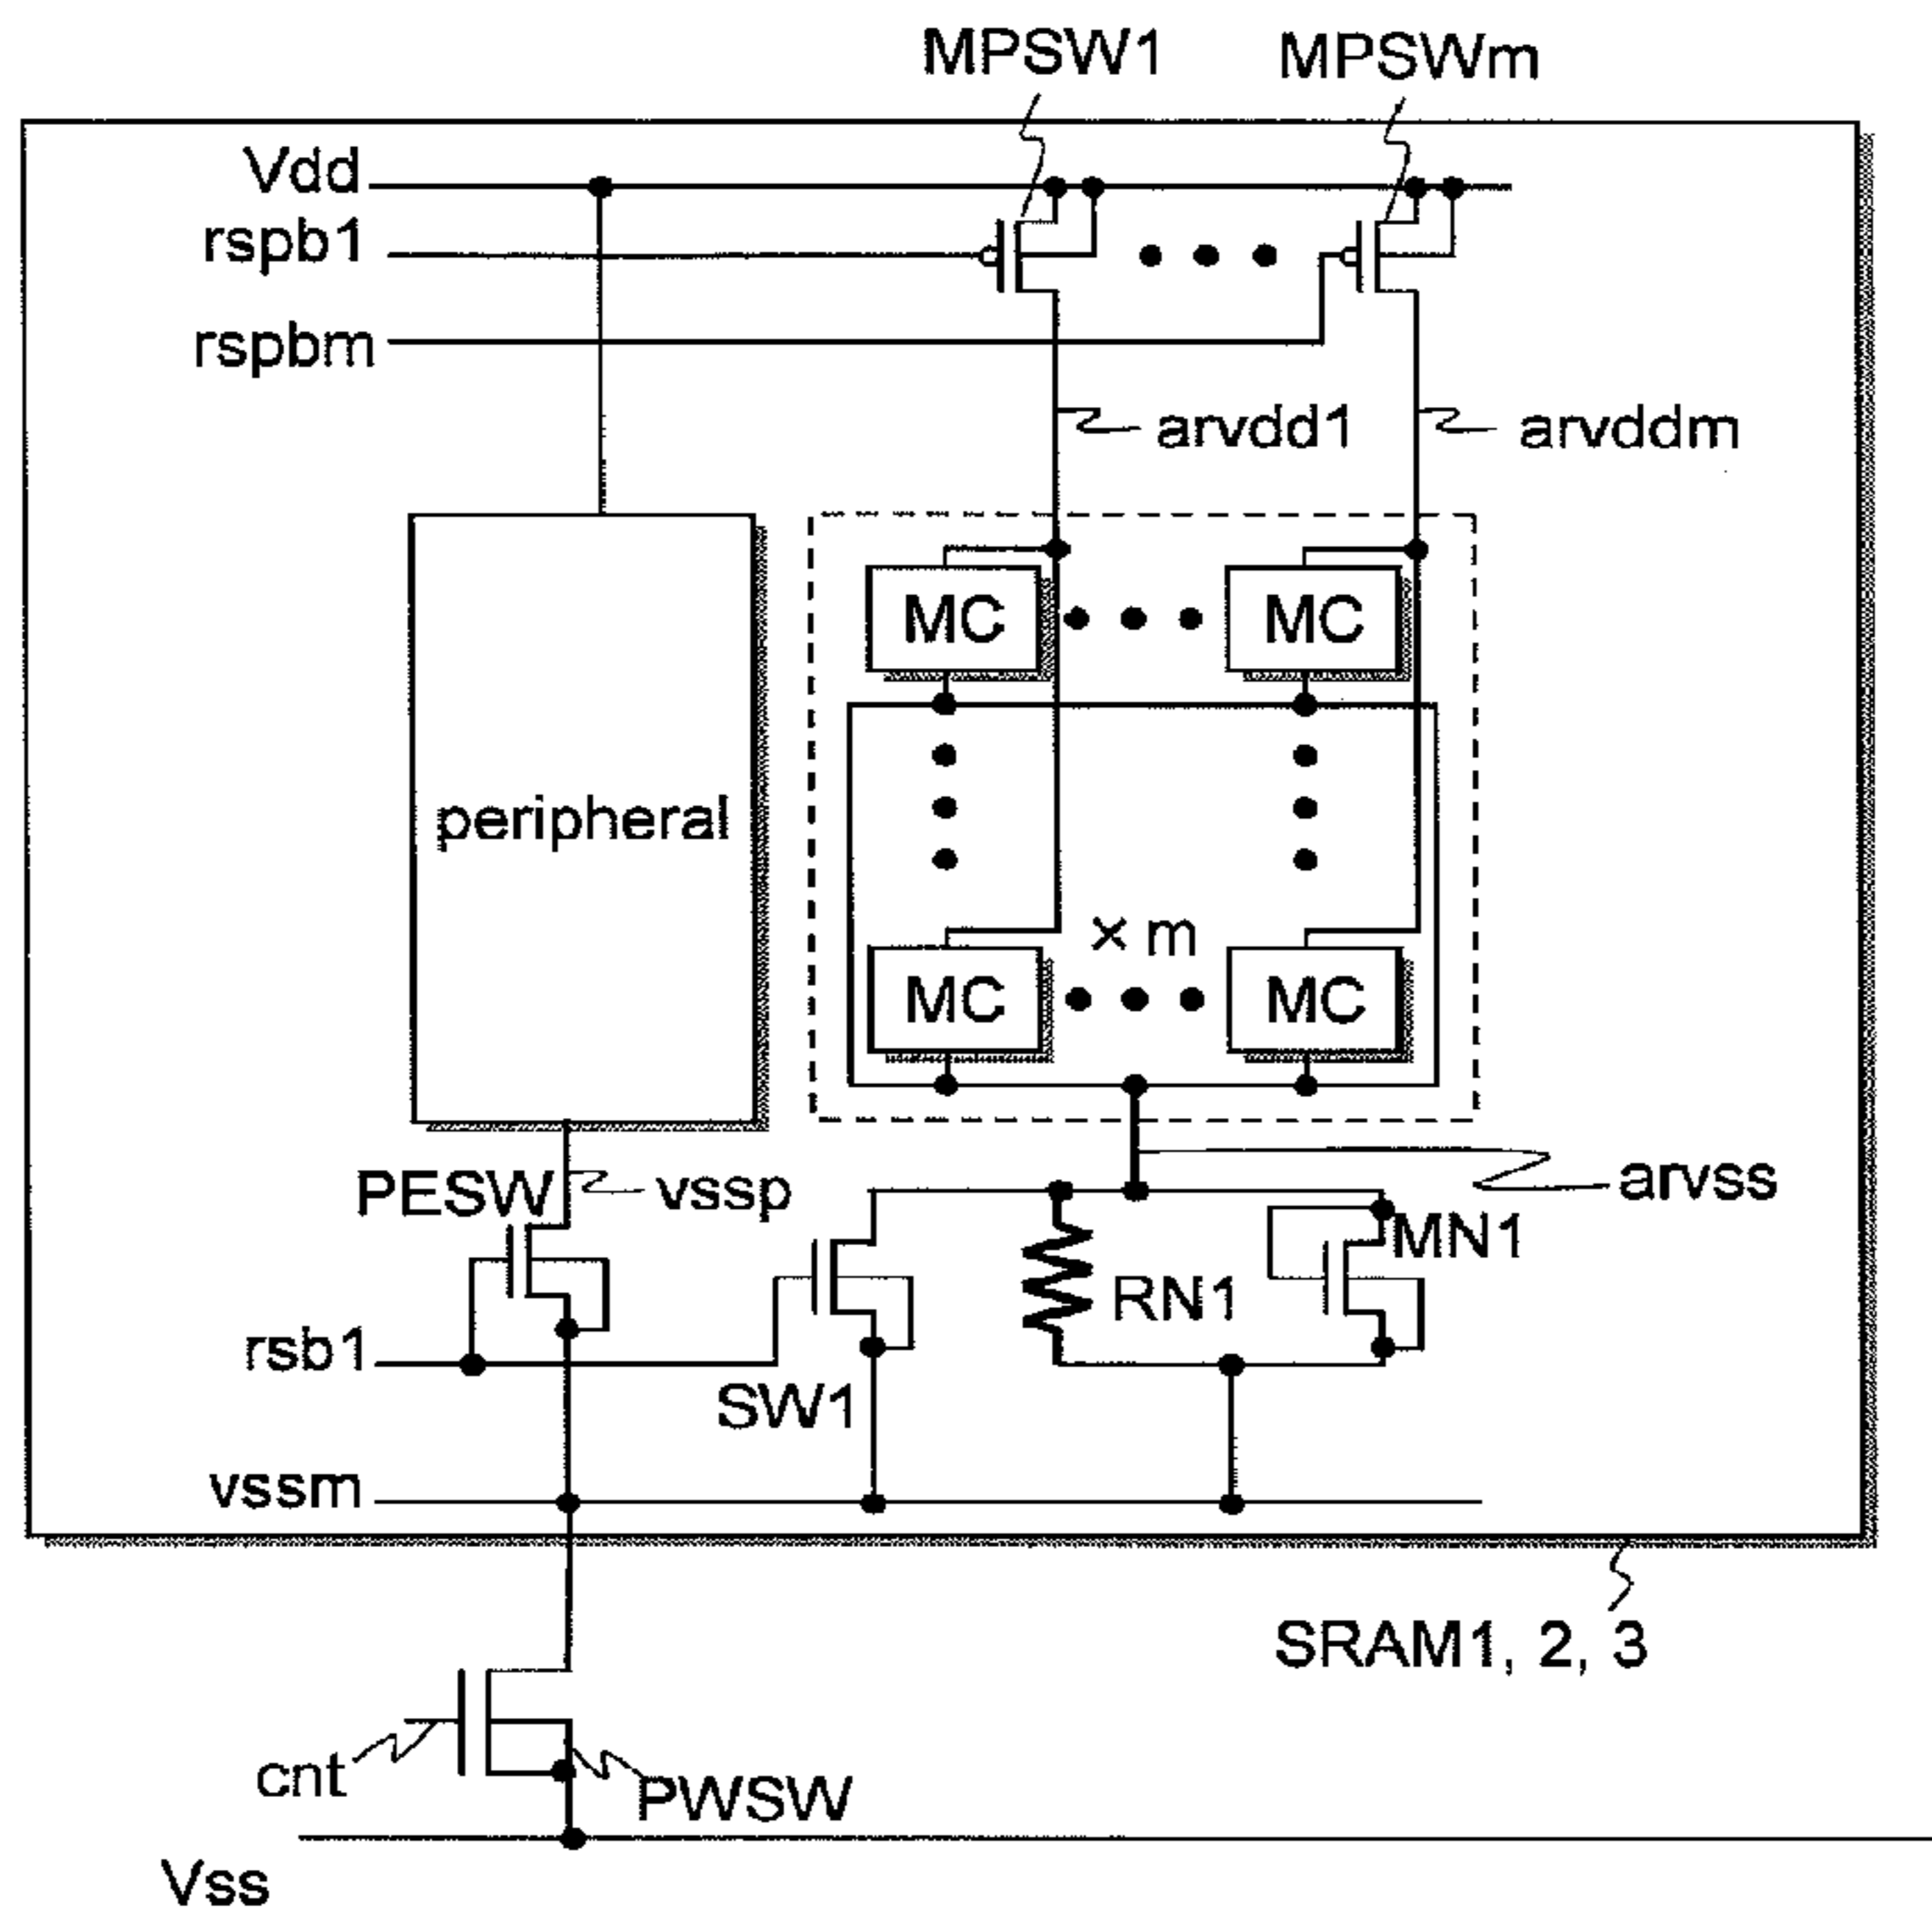 MPSW1 MPSWm
Vdd
rspb1
rspbm
arvdd1 arvddm
MC MC
peripheral
× m
MC MC
PESW vssp arvss
MN1
RN1
rsb1
SW1
vssm
SRAM1, 2, 3
cnt PWSW
Vss